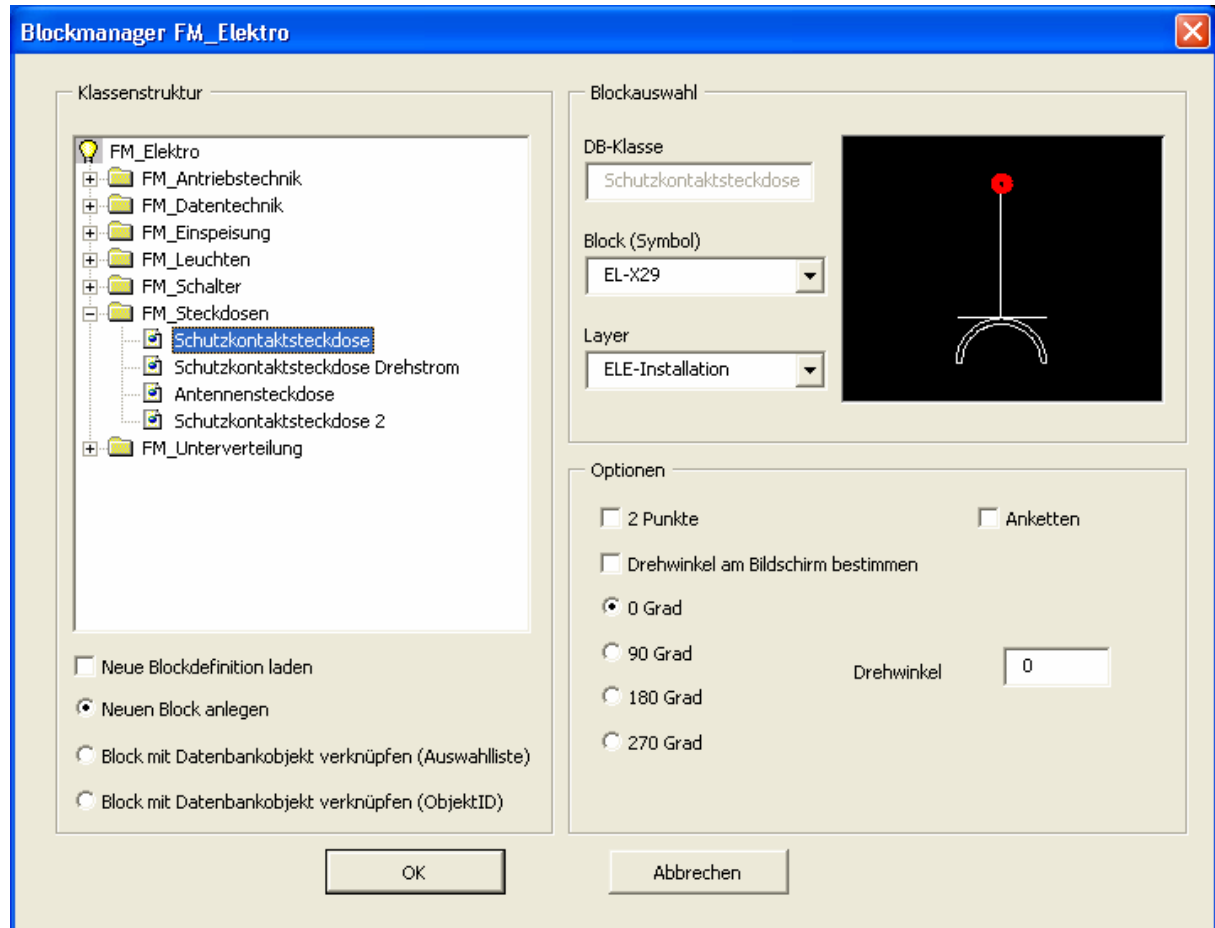 Blockmanager FM_Elektro
Klassenstruktur
FM_Elektro
FM_Antriebstechnik
FM_Datentechnik
FM_Einspeisung
FM_Leuchten
FM_Schalter
FM_Steckdosen
Schutzkontaktsteckdose
Schutzkontaktsteckdose Drehstrom
Antennensteckdose
Schutzkontaktsteckdose 2
FM_Unterverteilung
Neue Blockdefinition laden
Neuen Block anlegen
Block mit Datenbankobjekt verknüpfen (Auswahlliste)
Block mit Datenbankobjekt verknüpfen (ObjektID)
Blockauswahl
DB-Klasse
Schutzkontaktsteckdose
Block (Symbol)
EL-X29
Layer
ELE-Installation
Optionen
2 Punkte
Anketten
Drehwinkel am Bildschirm bestimmen
0 Grad
90 Grad
180 Grad
270 Grad
Drehwinkel
0
OK
Abbrechen